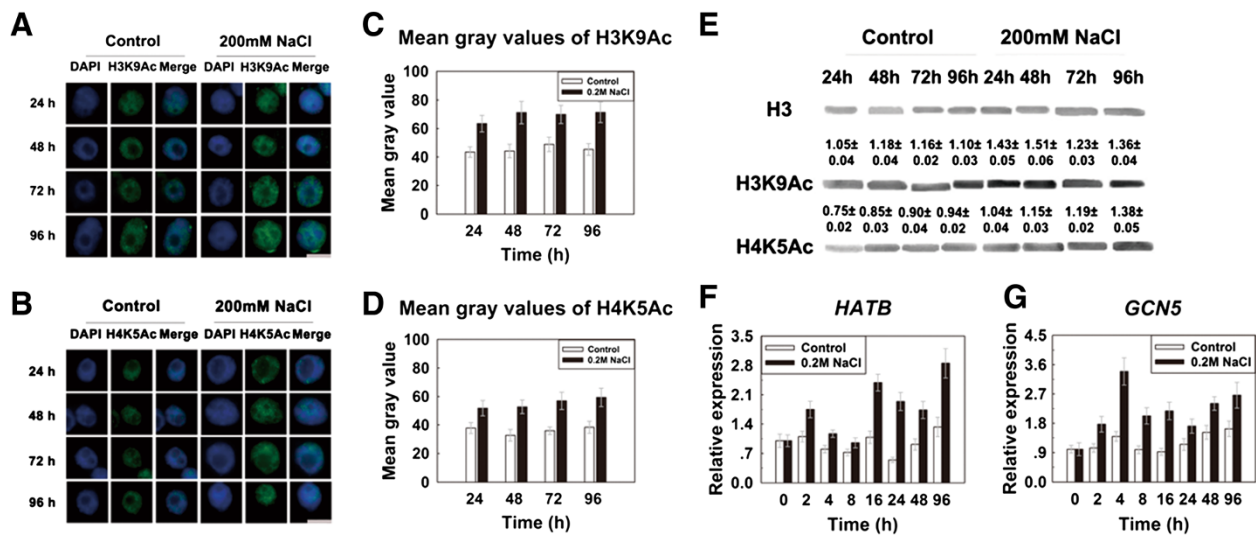 A
Control 200mM NaCl
DAPI H3K9Ac Merge DAPI H3K9Ac Merge
24 h
48 h
72 h
96 h
B
Control 200mM NaCl
DAPI H4K5Ac Merge DAPI H4K5Ac Merge
24 h
48 h
72 h
96 h
C Mean gray values of H3K9Ac
Mean gray value
100
80
60
40
20
0
Control
0.2M NaCl
24 48 72 96
Time (h)
D Mean gray values of H4K5Ac
Mean gray value
100
80
60
40
20
0
Control
0.2M NaCl
24 48 72 96
Time (h)
E
Control 200mM NaCl
24h 48h 72h 96h 24h 48h 72h 96h
H3
1.05± 1.18± 1.16± 1.10± 1.43± 1.51± 1.23± 1.36±
0.04 0.04 0.02 0.03 0.05 0.06 0.03 0.04
H3K9Ac
0.75± 0.85± 0.90± 0.94± 1.04± 1.15± 1.19± 1.38±
0.02 0.03 0.04 0.02 0.04 0.03 0.02 0.05
H4K5Ac
F HATB
Relative expression
3.5
2.8
2.1
1.4
.7
0.0
Control
0.2M NaCl
0 2 4 8 16 24 48 96
Time (h)
G GCN5
Relative expression
4.5
3.6
2.7
1.8
.9
0.0
Control
0.2M NaCl
0 2 4 8 16 24 48 96
Time (h)